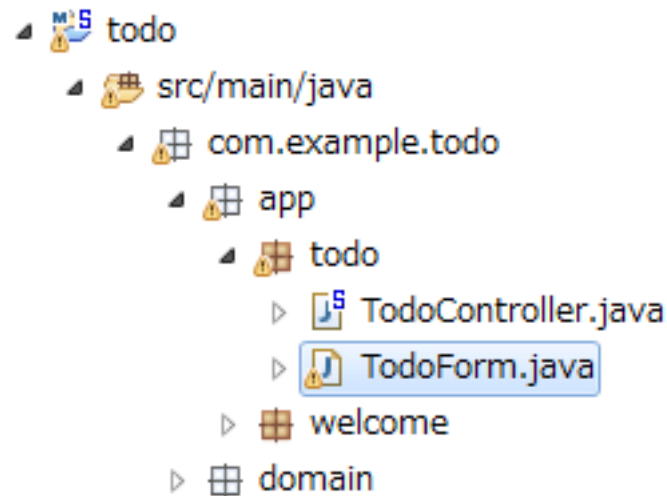 todo
src/main/java
com.example.todo
app
todo
TodoController.java
TodoForm.java
welcome
domain